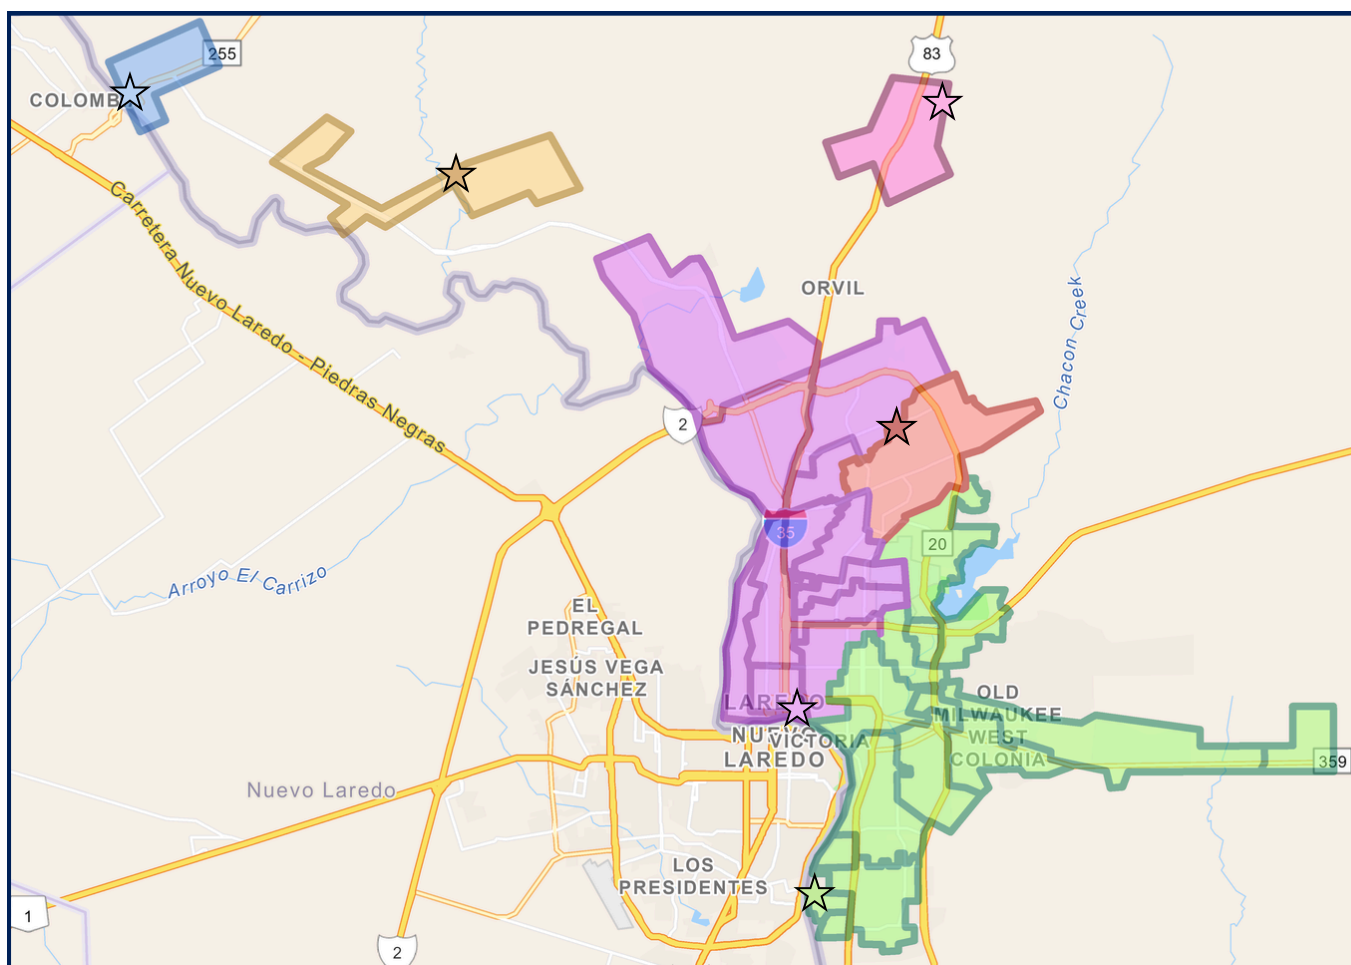 255
83
COLOMB
Carretera Nuevo Laredo - Piedras Negras
ORVIL
Chacon Creek
2
35
20
Arroyo El Carrizo
EL
PEDREGAL
JESÚS VEGA
SÁNCHEZ
LAREDO
OLD
MILWAUKEE
WEST
COLONIA
NUEVO
LAREDO
VICTORIA
359
Nuevo Laredo
LOS
PRESIDENTES
1
2